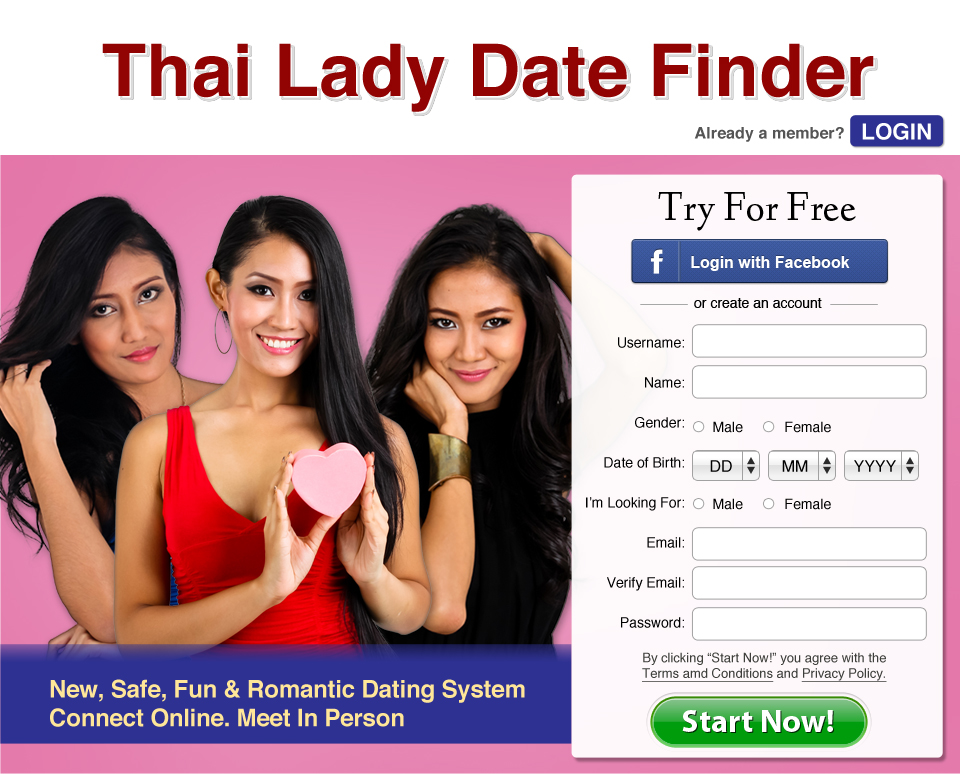 Thai Lady Date Finder
Already a member? LOGIN
Try For Free
f Login with Facebook
or create an account
Username:
Name:
Gender: Male Female
Date of Birth: DD MM YYYY
I'm Looking For: Male Female
Email:
Verify Email:
Password:
By clicking “Start Now!” you agree with the
Terms amd Conditions and Privacy Policy.
Start Now!
New, Safe, Fun & Romantic Dating System
Connect Online. Meet In Person